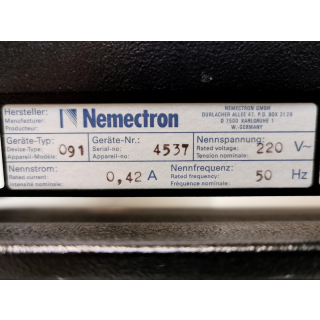 Hersteller:
Manufacturer:
Producteur:
Nemectron
NEMECTRON GMBH
DURLACHER ALLEE 47, P.O. BOX 2129
D 7500 KARLSRUHE 1
W.-GERMANY
Geräte-Typ:
Device-Type:
Appareil-Modèle:
091
Geräte-Nr.:
Serial-no:
Appareil-no:
4537
Nennspannung:
Rated voltage:
Tension nominale:
220 V~
Nennstrom:
Rated current:
Intensité nominale:
0,42 A
Nennfrequenz:
Rated frequency:
Fréquence nominale:
50 Hz